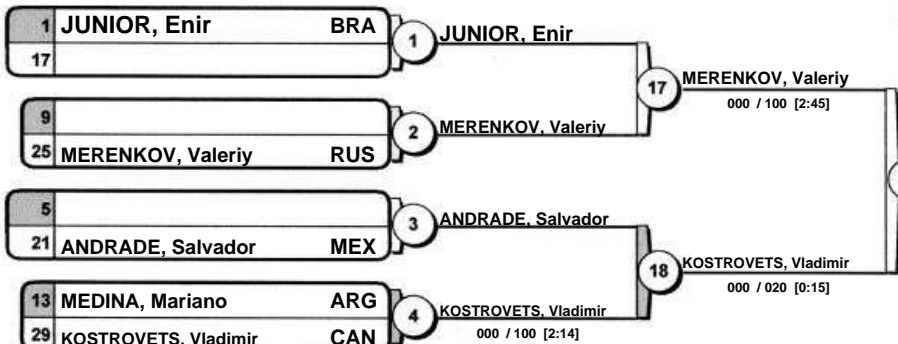 1 JUNIOR, Enir BRA
17
1
JUNIOR, Enir
9
25 MERENKOV, Valeriy RUS
2
MERENKOV, Valeriy
17
MERENKOV, Valeriy
000 / 100 [2:45]
5
21 ANDRADE, Salvador MEX
3
ANDRADE, Salvador
13 MEDINA, Mariano ARG
29 KOSTROVETS, Vladimir CAN
4
KOSTROVETS, Vladimir
000 / 100 [2:14]
18
KOSTROVETS, Vladimir
000 / 020 [0:15]